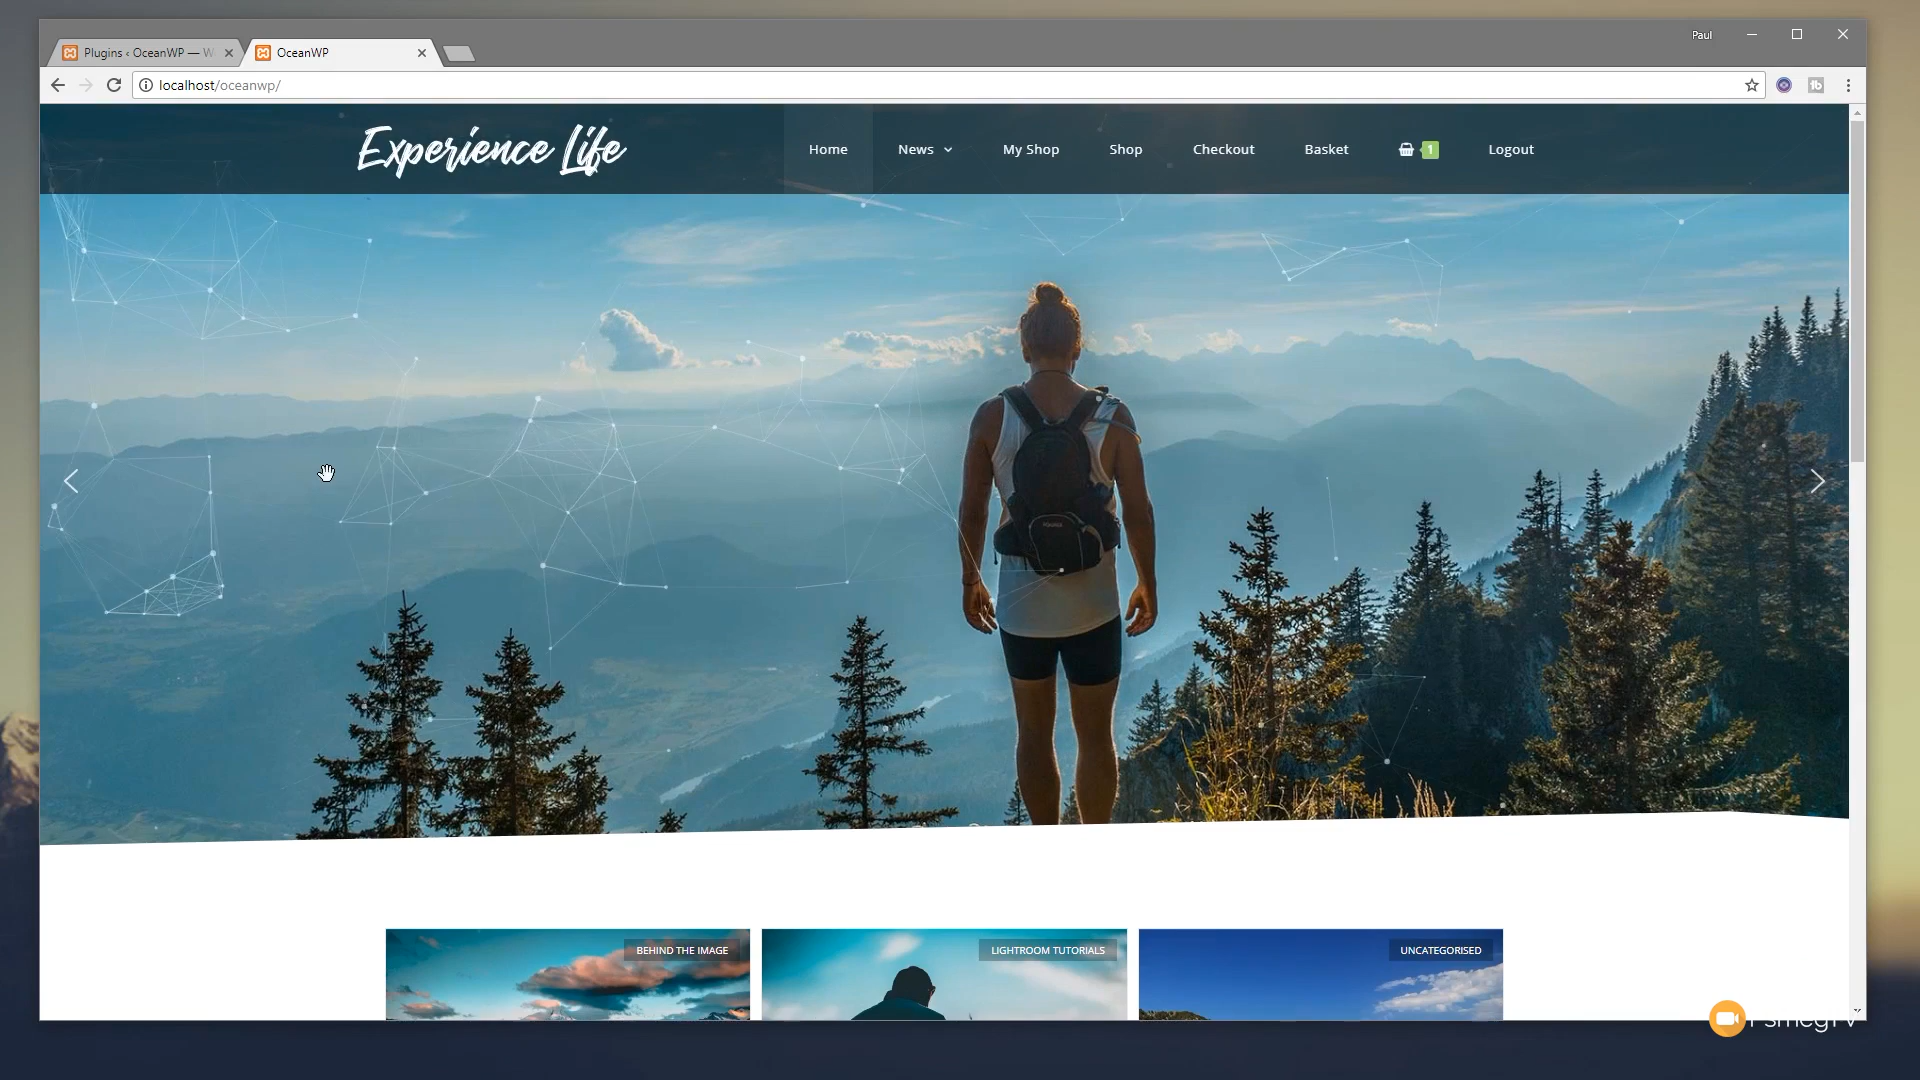 Paul
Plugins ‹ OceanWP — W
OceanWP
localhost/oceanwp/
Experience Life
Home
News
My Shop
Shop
Checkout
Basket
1
Logout
BEHIND THE IMAGE
LIGHTROOM TUTORIALS
UNCATEGORISED